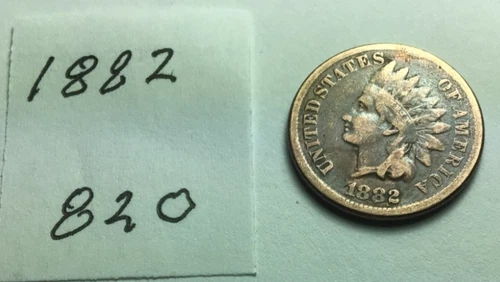 1882
820
UNITED STATES OF AMERICA
1882